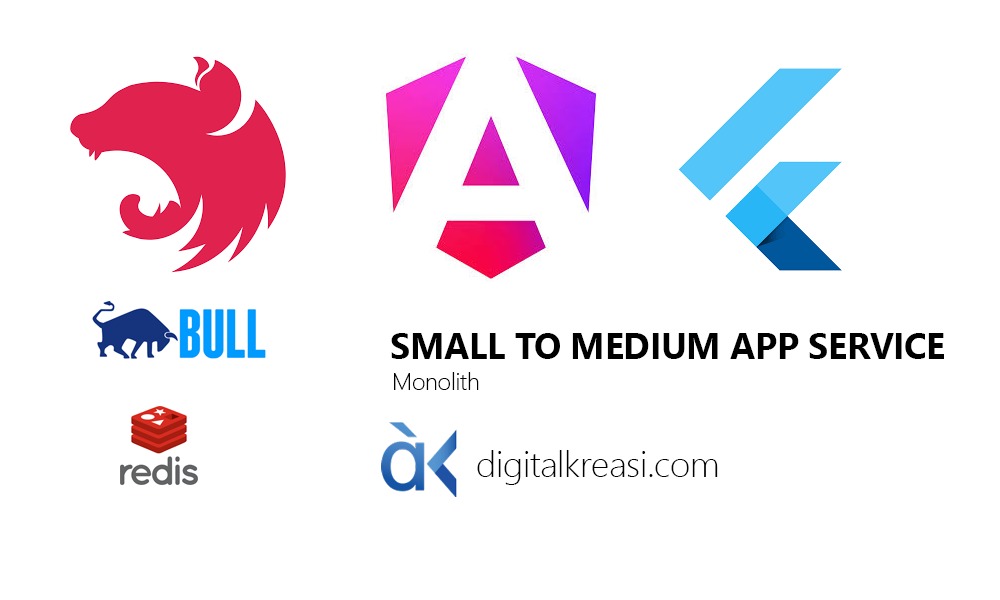 BULL
SMALL TO MEDIUM APP SERVICE
Monolith
redis
digitalkreasi.com